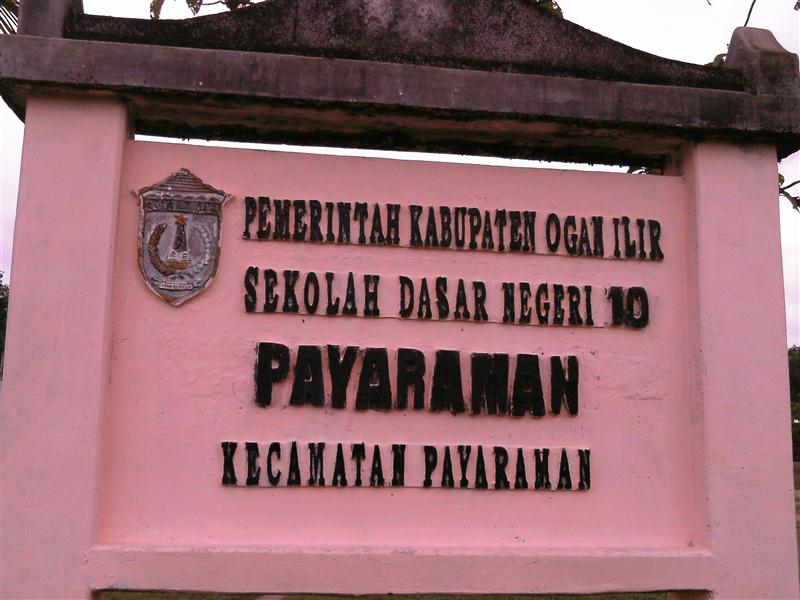 PEMERINTAH KABUPATEN OGAN ILIR
SEKOLAH DASAR NEGERI 10
PAYARAMAN
KECAMATAN PAYARAMAN